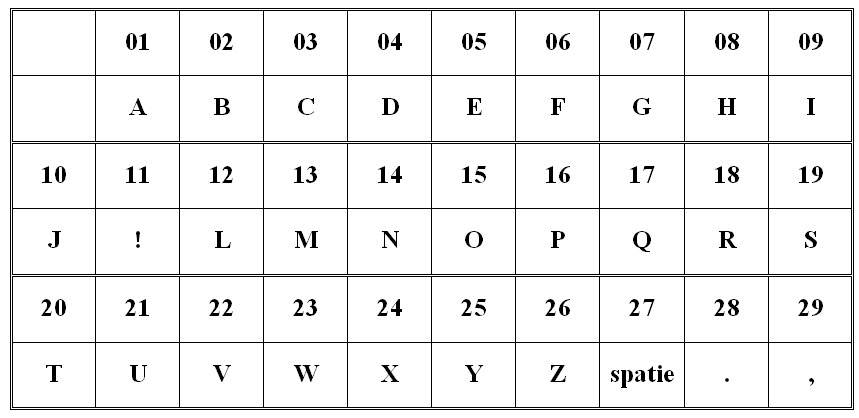 01 02 03 04 05 06 07 08 09
A B C D E F G H I
10 11 12 13 14 15 16 17 18 19
J ! L M N O P Q R S
20 21 22 23 24 25 26 27 28 29
T U V W X Y Z spatie . ,